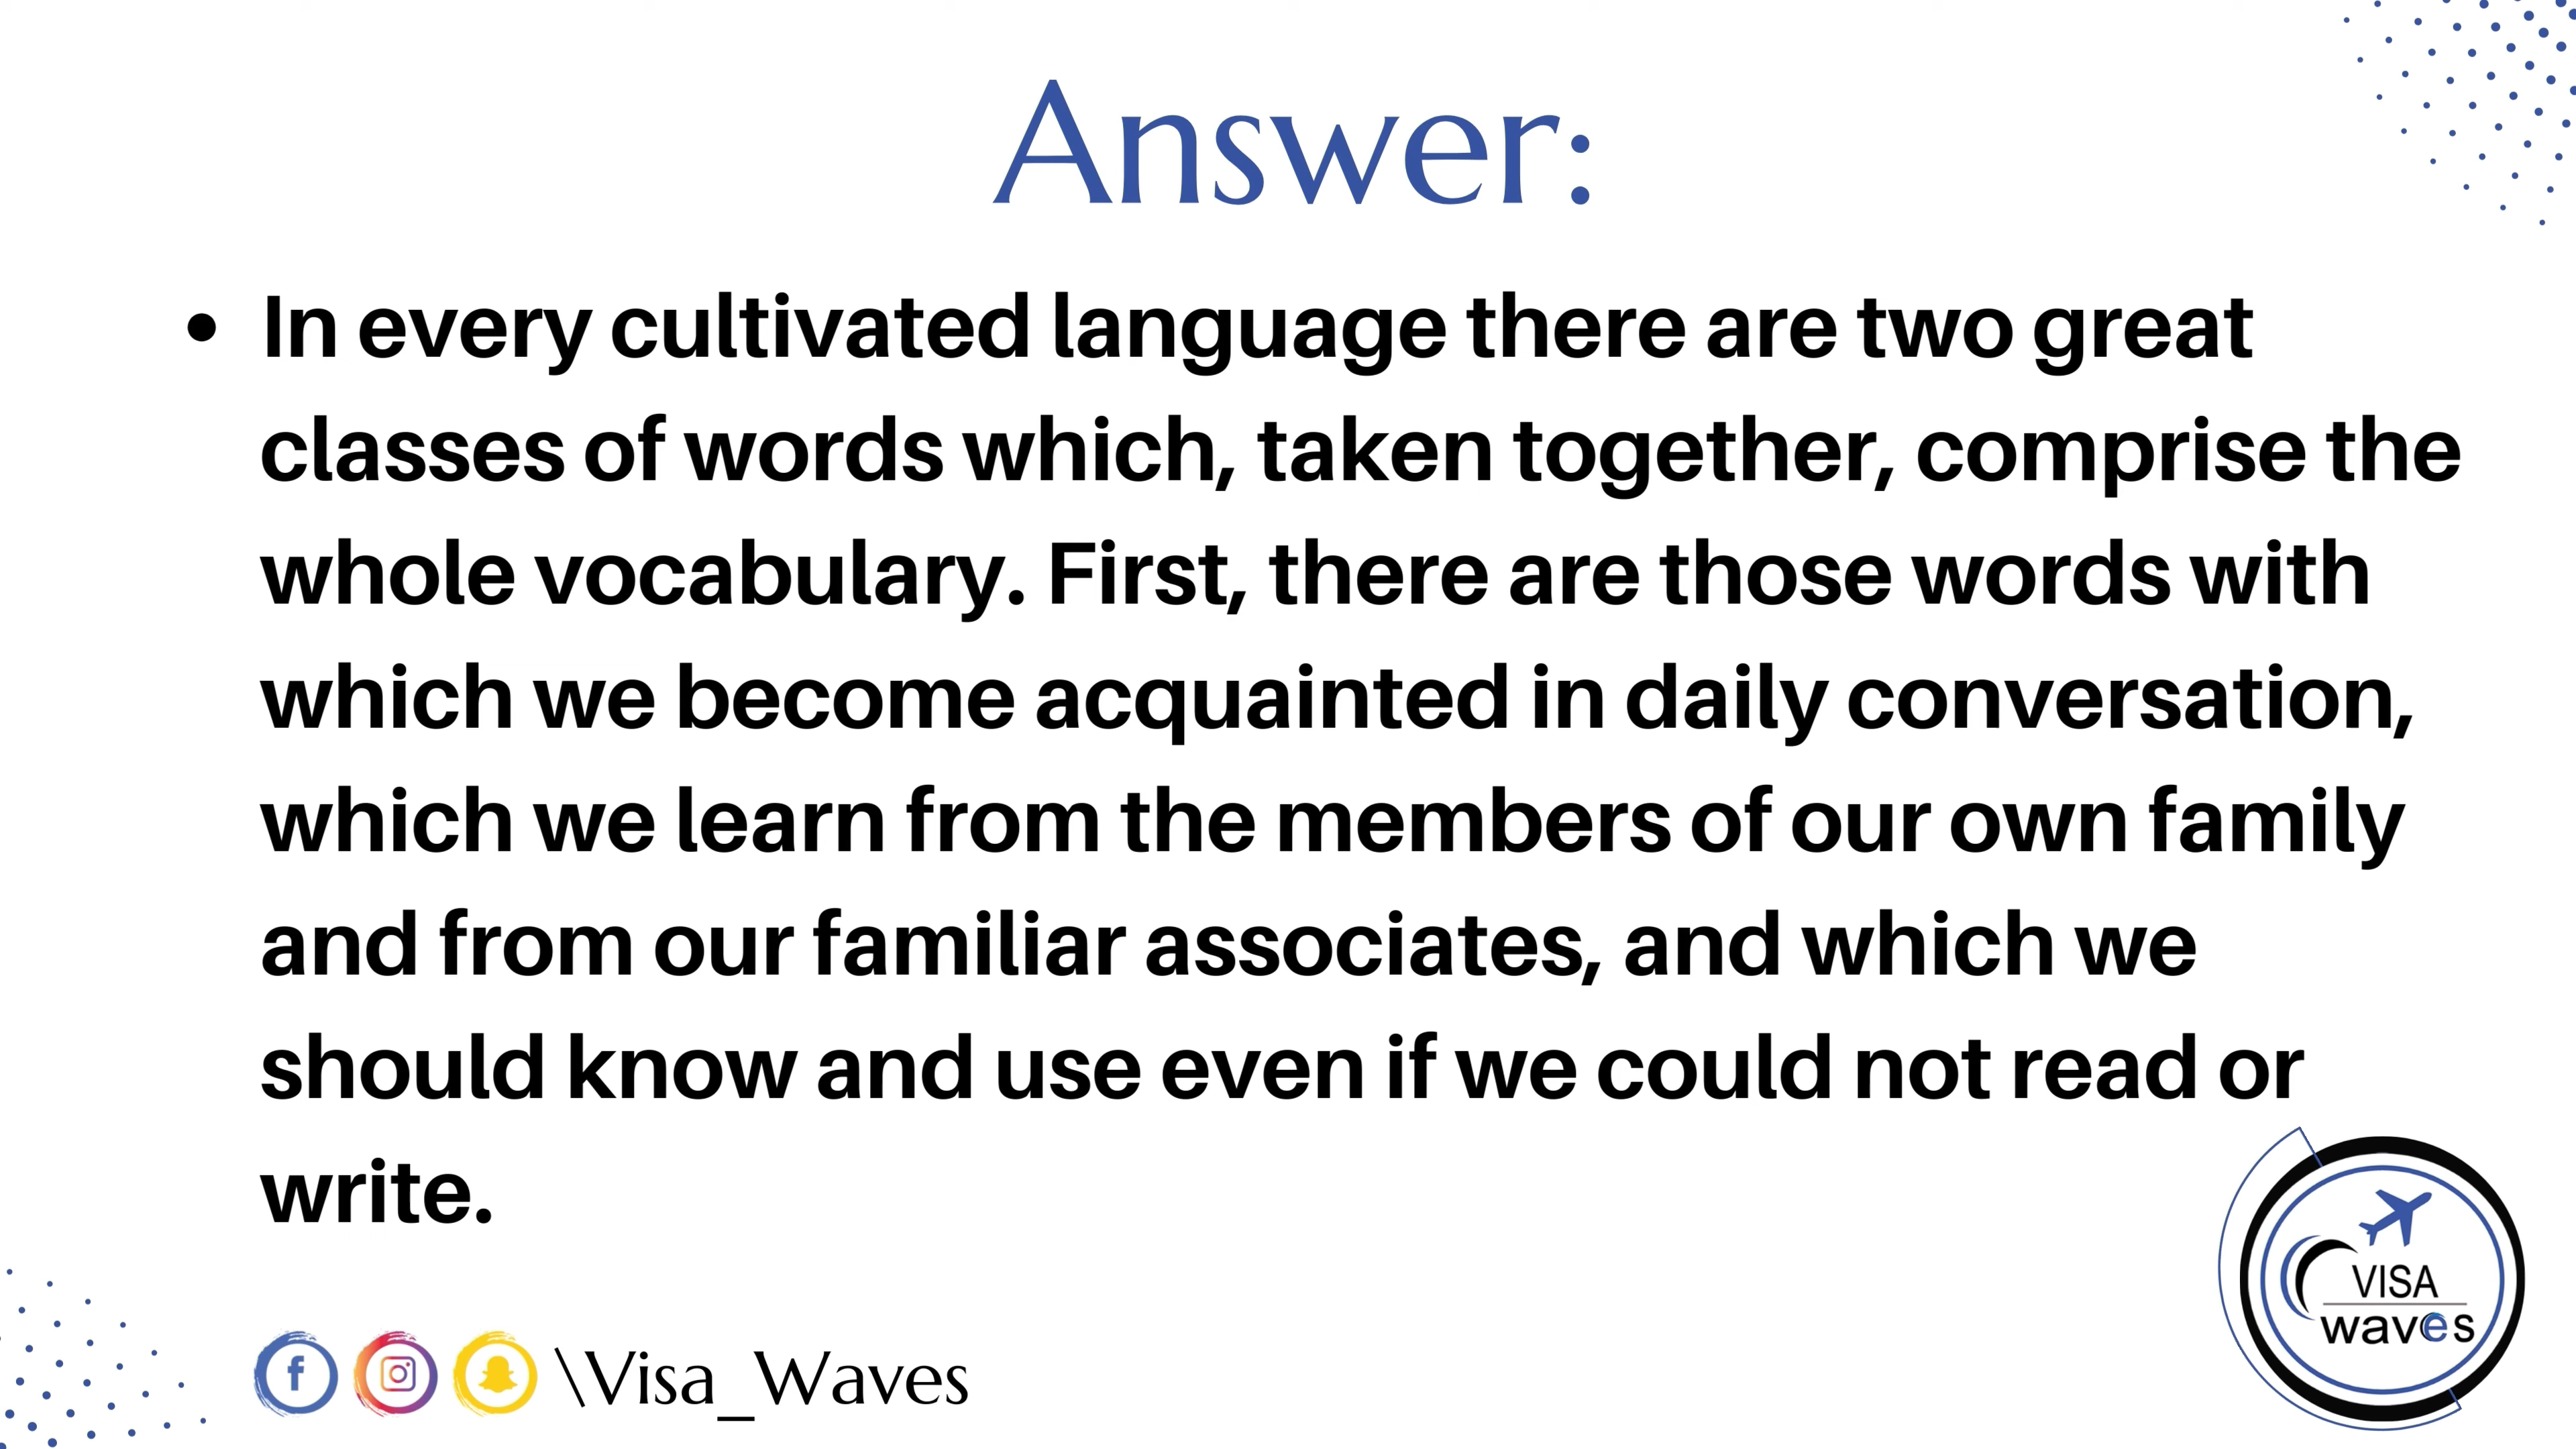 Answer:
• In every cultivated language there are two great
classes of words which, taken together, comprise the
whole vocabulary. First, there are those words with
which we become acquainted in daily conversation,
which we learn from the members of our own family
and from our familiar associates, and which we
should know and use even if we could not read or
write.
VISA
waves
\Visa_Waves